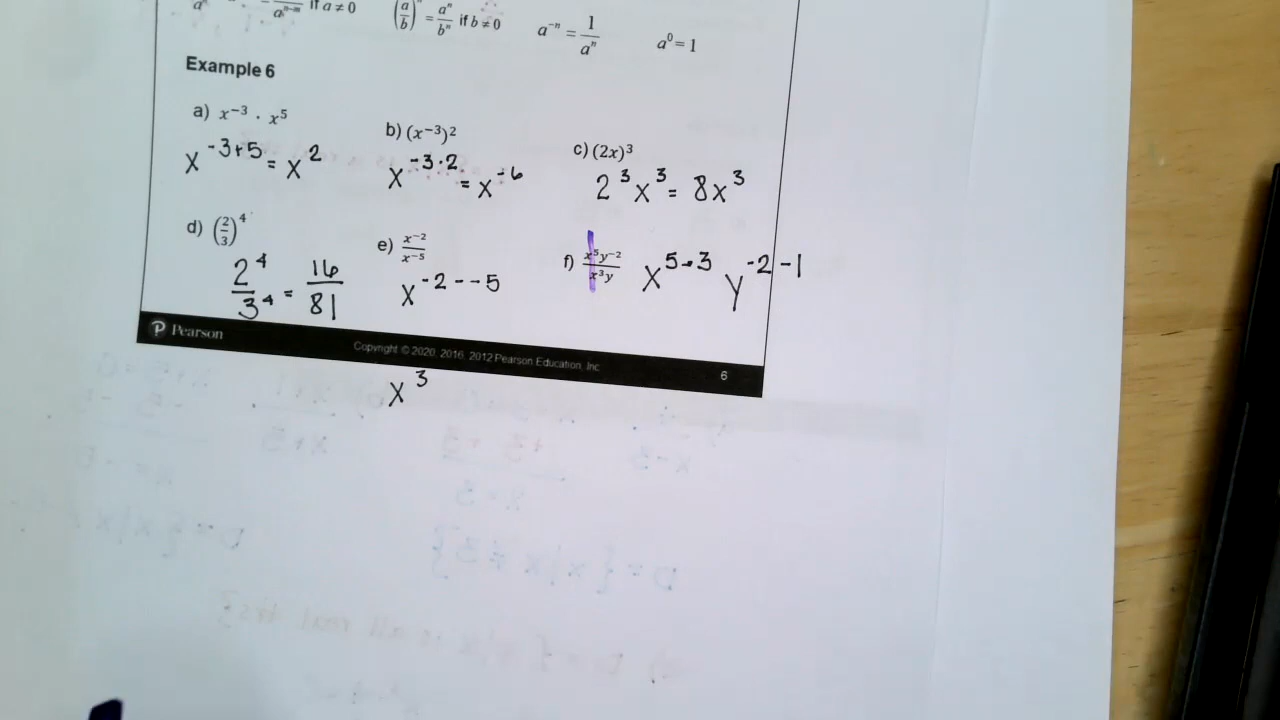 a^n   a^{n-m} if a ≠ 0   (a/b)^n = a^n/b^n if b ≠ 0   a^{-n} = 1/a^n   a^0 = 1
Example 6
a) x^{-3} · x^5   b) (x^{-3})^2   c) (2x)^3
x^{-3+5} = x^2   x^{-3·2} = x^{-6}   2^3 x^3 = 8x^3
d) (2/3)^4   e) x^{-2}/x^{-5}   f) x^5y^{-2}/x^3y   x^{5-3} y^{-2-1}
2^4/3^4 = 16/81   x^{-2--5}
Pearson
Copyright © 2020, 2016, 2012 Pearson Education, Inc
6
x^3